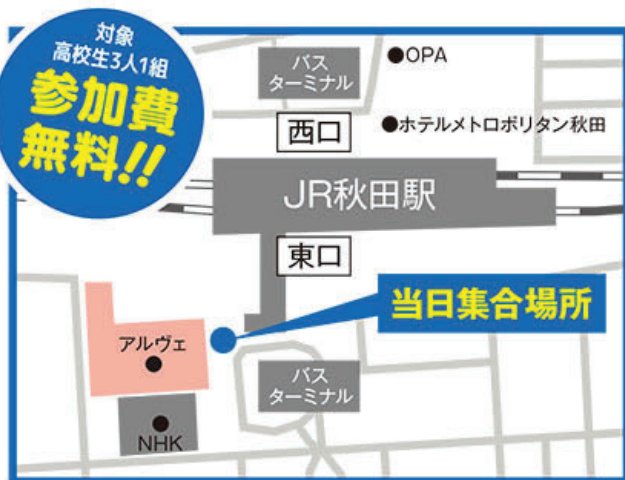 対象
高校生3人1組
参加費
無料!!
バス
ターミナル
●OPA
西口
●ホテルメトロポリタン秋田
JR秋田駅
東口
当日集合場所
アルヴェ
バス
ターミナル
NHK